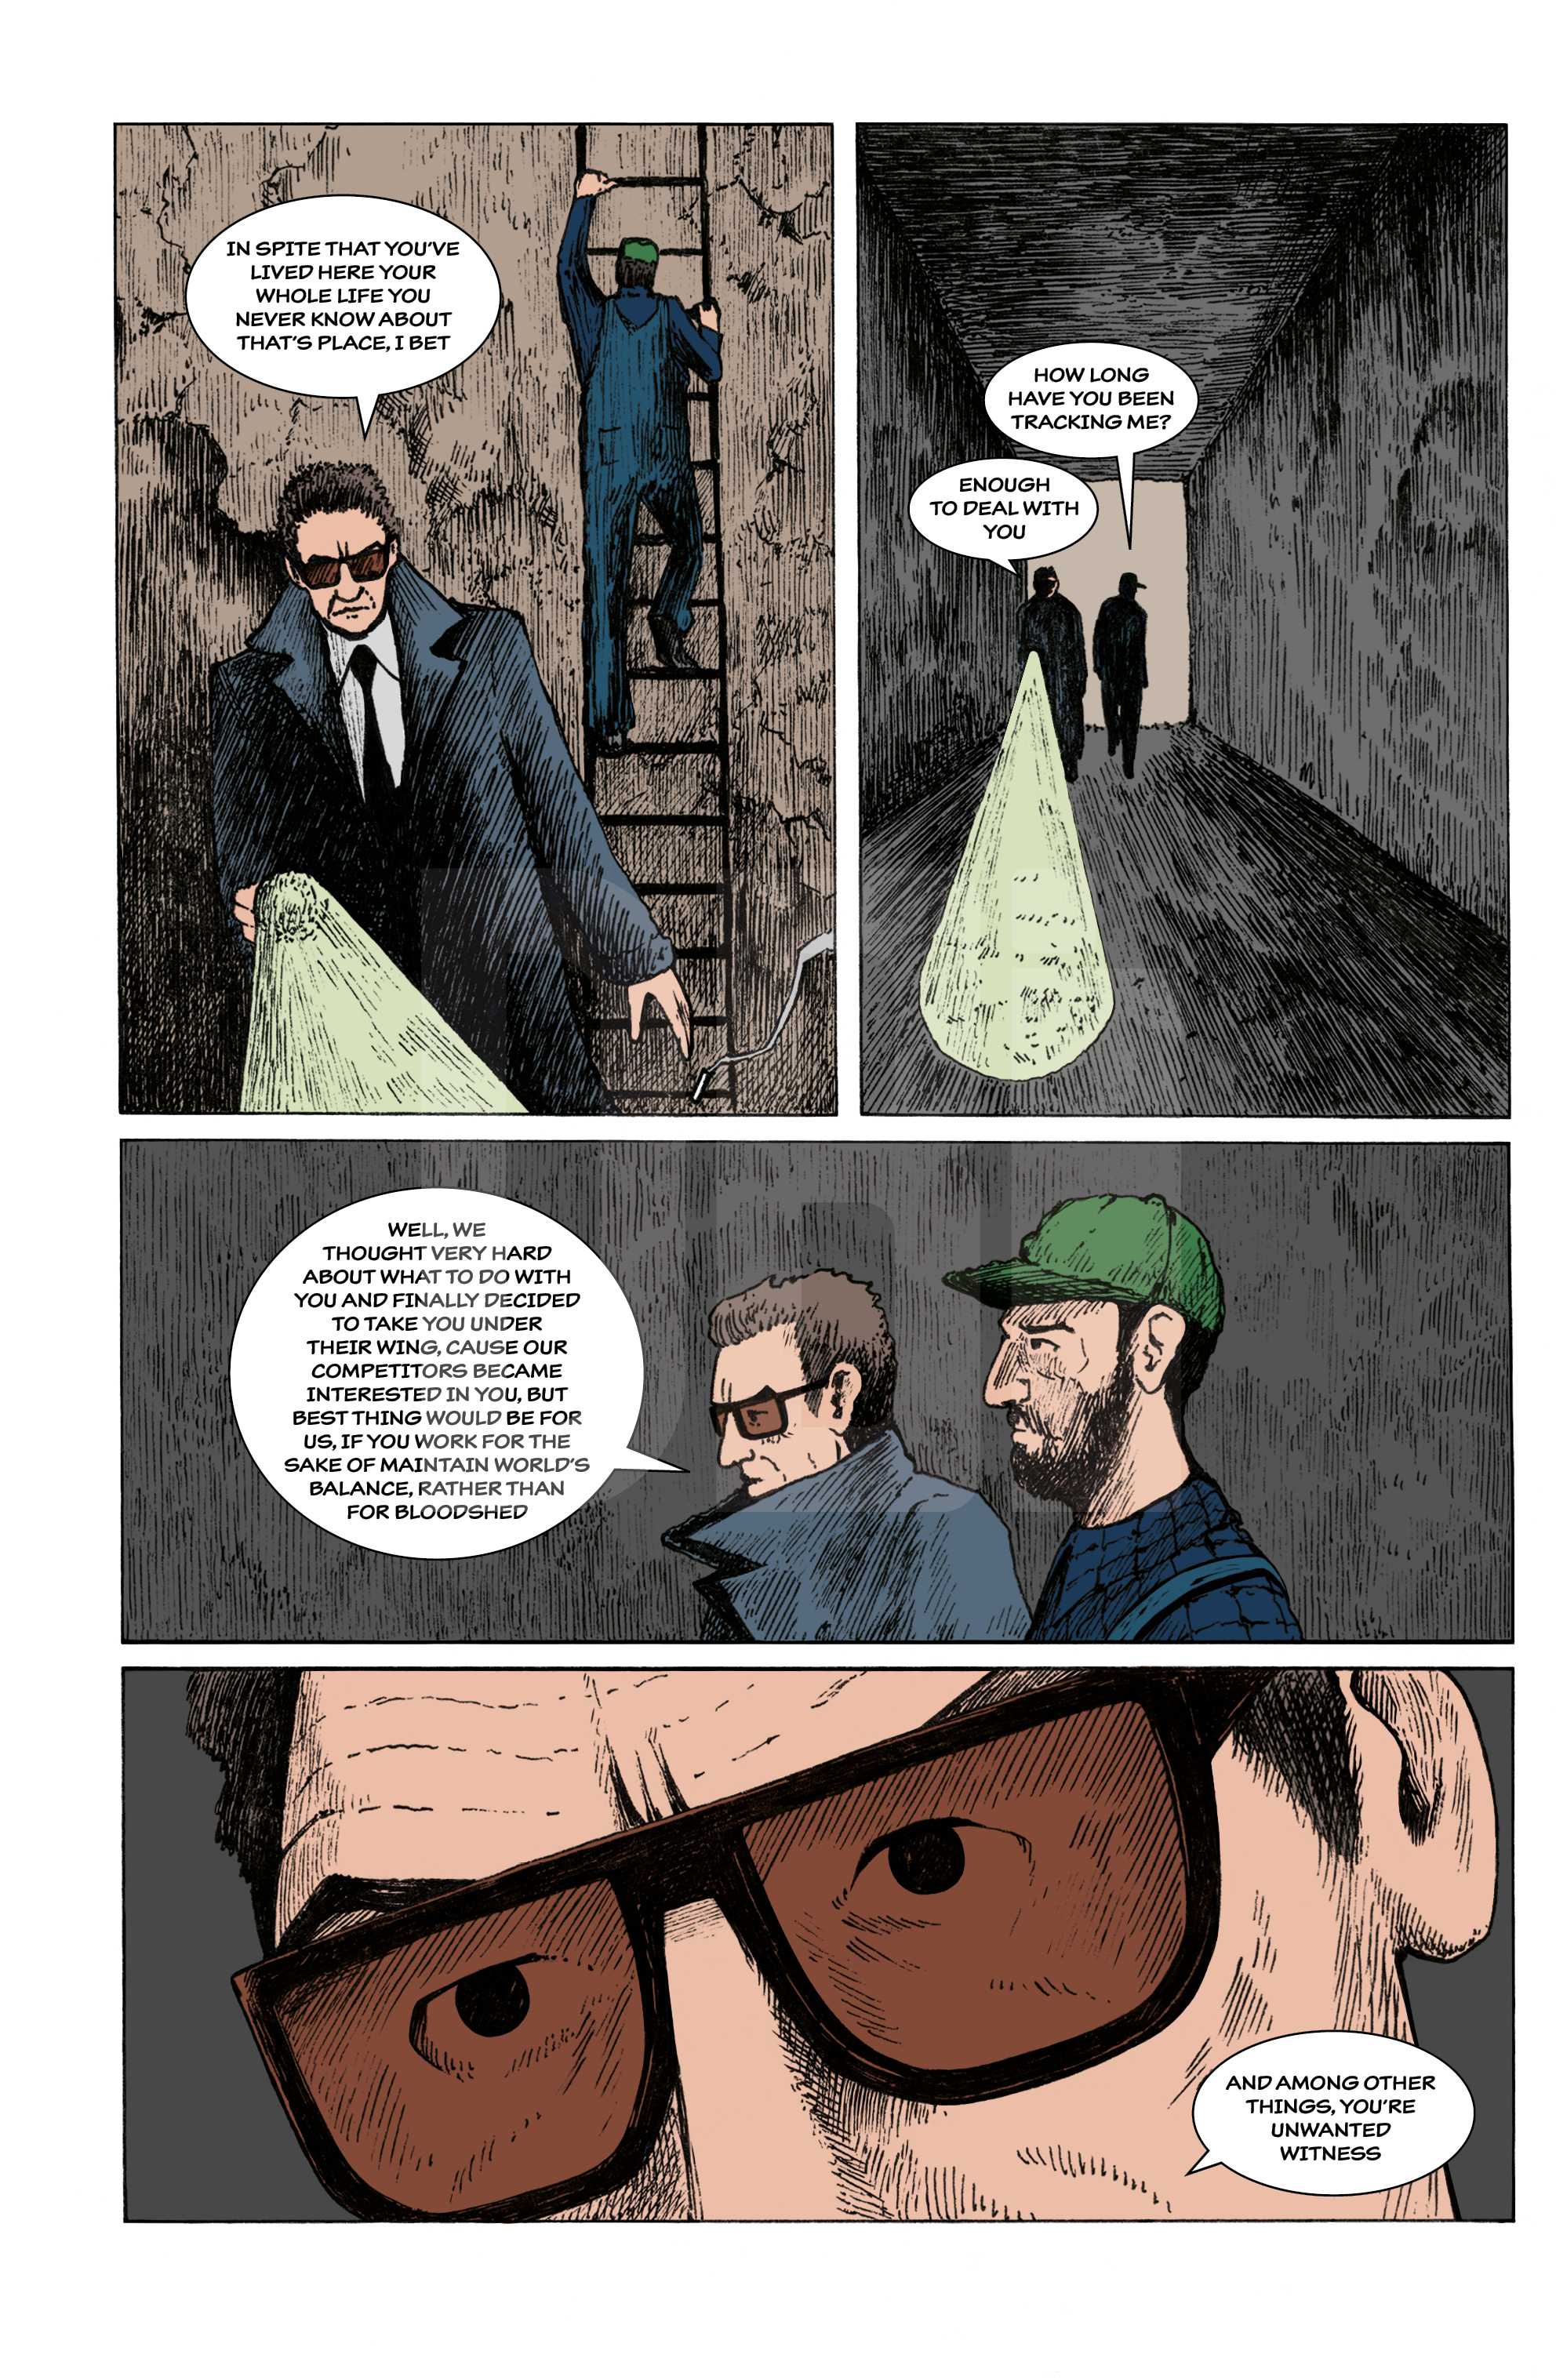 IN SPITE THAT YOU'VE
LIVED HERE YOUR
WHOLE LIFE YOU
NEVER KNOW ABOUT
THAT'S PLACE, I BET
HOW LONG
HAVE YOU BEEN
TRACKING ME?
ENOUGH
TO DEAL WITH
YOU
WELL, WE
THOUGHT VERY HARD
ABOUT WHAT TO DO WITH
YOU AND FINALLY DECIDED
TO TAKE YOU UNDER
THEIR WING, CAUSE OUR
COMPETITORS BECAME
INTERESTED IN YOU, BUT
BEST THING WOULD BE FOR
US, IF YOU WORK FOR THE
SAKE OF MAINTAIN WORLD'S
BALANCE, RATHER THAN
FOR BLOODSHED
AND AMONG OTHER
THINGS, YOU'RE
UNWANTED
WITNESS